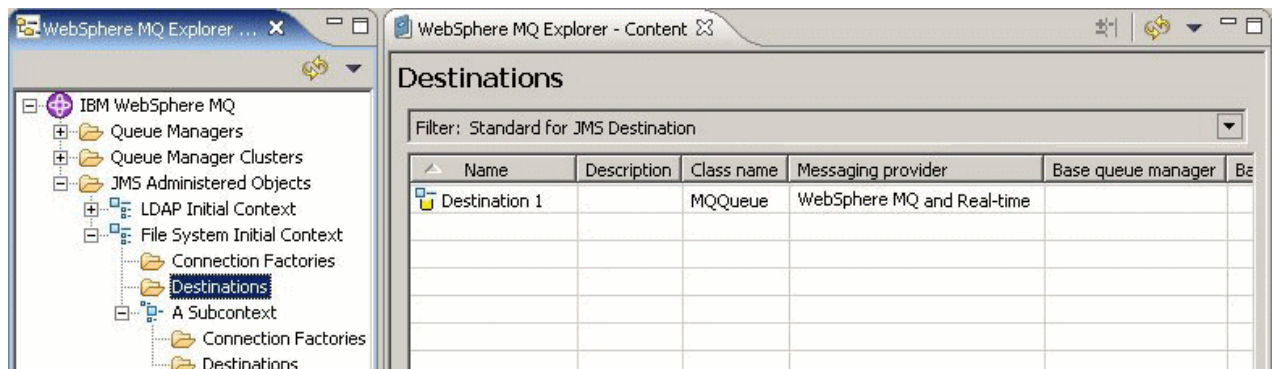 WebSphere MQ Explorer ...
IBM WebSphere MQ
Queue Managers
Queue Manager Clusters
JMS Administered Objects
LDAP Initial Context
File System Initial Context
Connection Factories
Destinations
A Subcontext
Connection Factories
Destinations
WebSphere MQ Explorer - Content
Destinations
Filter: Standard for JMS Destination
Name Description Class name Messaging provider Base queue manager Ba
Destination 1 MQQueue WebSphere MQ and Real-time